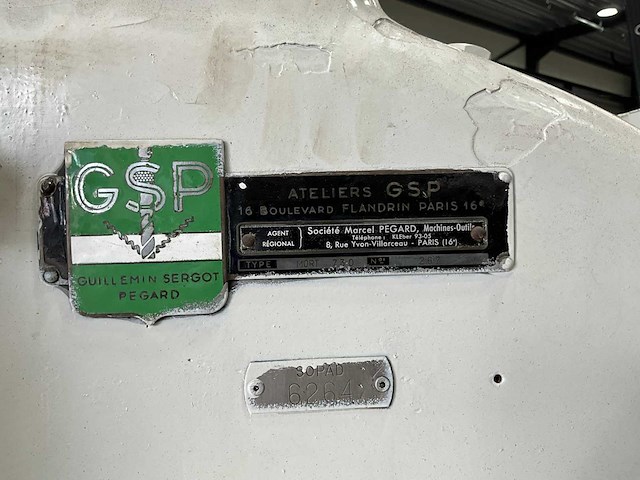 GSP
GUILLEMIN SERGOT
PEGARD
ATELIERS GSP
16 BOULEVARD FLANDRIN PARIS 16e
AGENT
RÉGIONAL
Société Marcel PEGARD, Machines-Outils
Téléphone : KLEber 93-05
8, Rue Yvon-Villarceau - PARIS (16e)
TYPE N°
SOPAD
6264